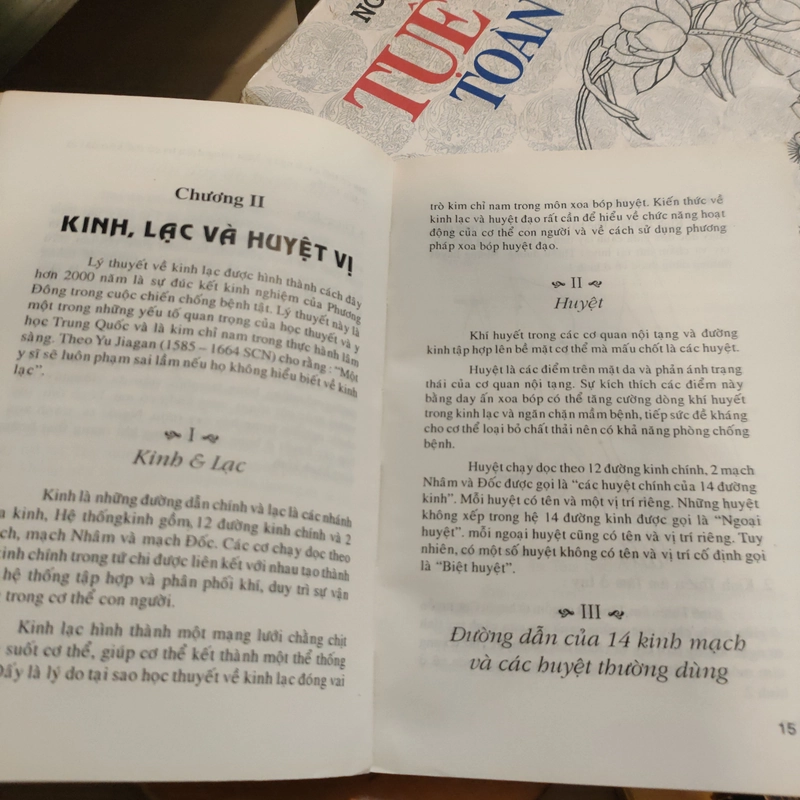 TUỆ
TOÀN
Chương II
KINH, LẠC VÀ HUYỆT VỊ
Lý thuyết về kinh lạc được hình thành cách đây
hơn 2000 năm là sự đúc kết kinh nghiệm của Phương
Đông trong cuộc chiến chống bệnh tật. Lý thuyết này là
một trong những yếu tố quan trọng của học thuyết và y
học Trung Quốc và là kim chỉ nam trong thực hành lâm
sàng. Theo Yu Jiagan (1585 – 1664 SCN) cho rằng : "Một
y sĩ sẽ luôn phạm sai lầm nếu họ không hiểu biết về kinh
lạc".
I
Kinh & Lạc
Kinh là những đường dẫn chính và lạc là các nhánh
kinh, Hệ thốngkinh gồm, 12 đường kinh chính và 2
mạch Nhâm và mạch Đốc. Các cơ chạy dọc theo
kinh chính trong tứ chi được liên kết với nhau tạo thành
hệ thống tập hợp và phân phối khí, duy trì sự vận
trong cơ thể con người.
Kinh lạc hình thành một mạng lưới chằng chịt
suốt cơ thể, giúp cơ thể kết thành một thể thống
Đấy là lý do tại sao học thuyết về kinh lạc đóng vai
trò kim chỉ nam trong môn xoa bóp huyệt. Kiến thức về
kinh lạc và huyệt đạo rất cần để hiểu về chức năng hoạt
động của cơ thể con người và về cách sử dụng phương
pháp xoa bóp huyệt đạo.
II
Huyệt
Khí huyết trong các cơ quan nội tạng và đường
kinh tập hợp lên bề mặt cơ thể mà mấu chốt là các huyệt.
Huyệt là các điểm trên mặt da và phản ánh trạng
thái của cơ quan nội tạng. Sự kích thích các điểm này
bằng day ấn xoa bóp có thể tăng cường dòng khí huyết
trong kinh lạc và ngăn chặn mầm bệnh, tiếp sức đề kháng
cho cơ thể loại bỏ chất thải nên có khả năng phòng chống
bệnh.
Huyệt chạy dọc theo 12 đường kinh chính, 2 mạch
Nhâm và Đốc được gọi là "các huyệt chính của 14 đường
kinh". Mỗi huyệt có tên và một vị trí riêng. Những huyệt
không xếp trong hệ 14 đường kinh được gọi là "Ngoại
huyệt". mỗi ngoại huyệt cũng có tên và vị trí riêng. Tuy
nhiên, có một số huyệt không có tên và vị trí cố định gọi
là "Biệt huyệt".
III
Đường dẫn của 14 kinh mạch
và các huyệt thường dùng
15